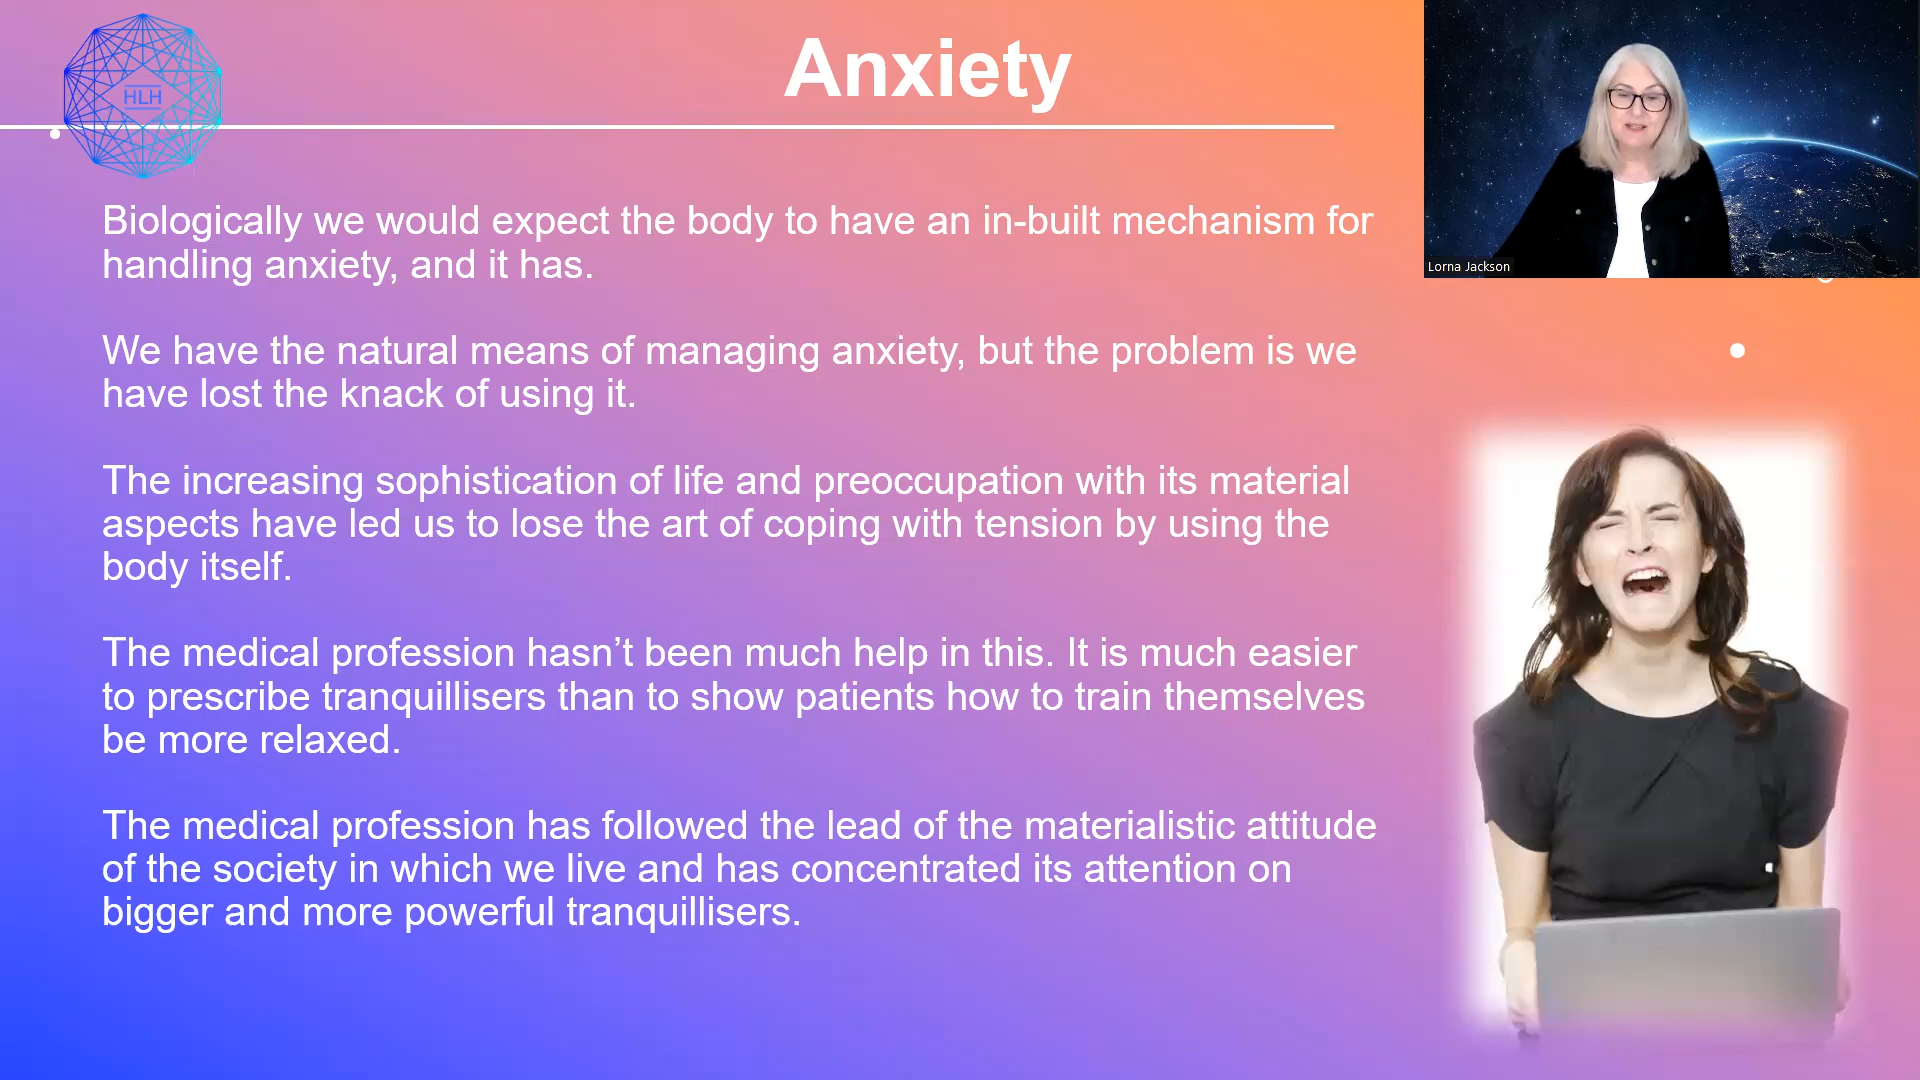 HLH
Anxiety
Lorna Jackson
Biologically we would expect the body to have an in-built mechanism for
handling anxiety, and it has.
We have the natural means of managing anxiety, but the problem is we
have lost the knack of using it.
The increasing sophistication of life and preoccupation with its material
aspects have led us to lose the art of coping with tension by using the
body itself.
The medical profession hasn’t been much help in this. It is much easier
to prescribe tranquillisers than to show patients how to train themselves
be more relaxed.
The medical profession has followed the lead of the materialistic attitude
of the society in which we live and has concentrated its attention on
bigger and more powerful tranquillisers.